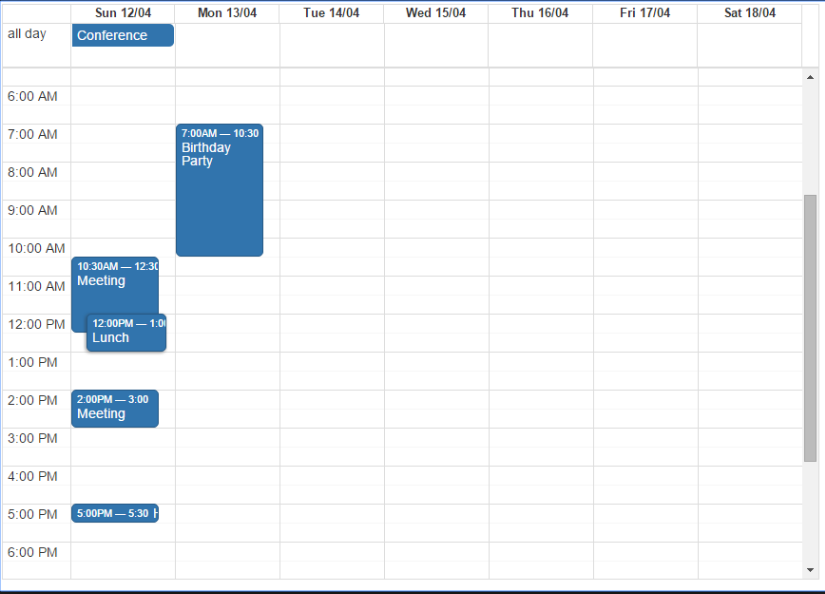 Sun 12/04 Mon 13/04 Tue 14/04 Wed 15/04 Thu 16/04 Fri 17/04 Sat 18/04
all day Conference
6:00 AM
7:00 AM 7:00AM — 10:30
Birthday
Party
8:00 AM
9:00 AM
10:00 AM
10:30AM — 12:30
Meeting
11:00 AM
12:00 PM 12:00PM — 1:0
Lunch
1:00 PM
2:00 PM 2:00PM — 3:00
Meeting
3:00 PM
4:00 PM
5:00 PM 5:00PM — 5:30
6:00 PM